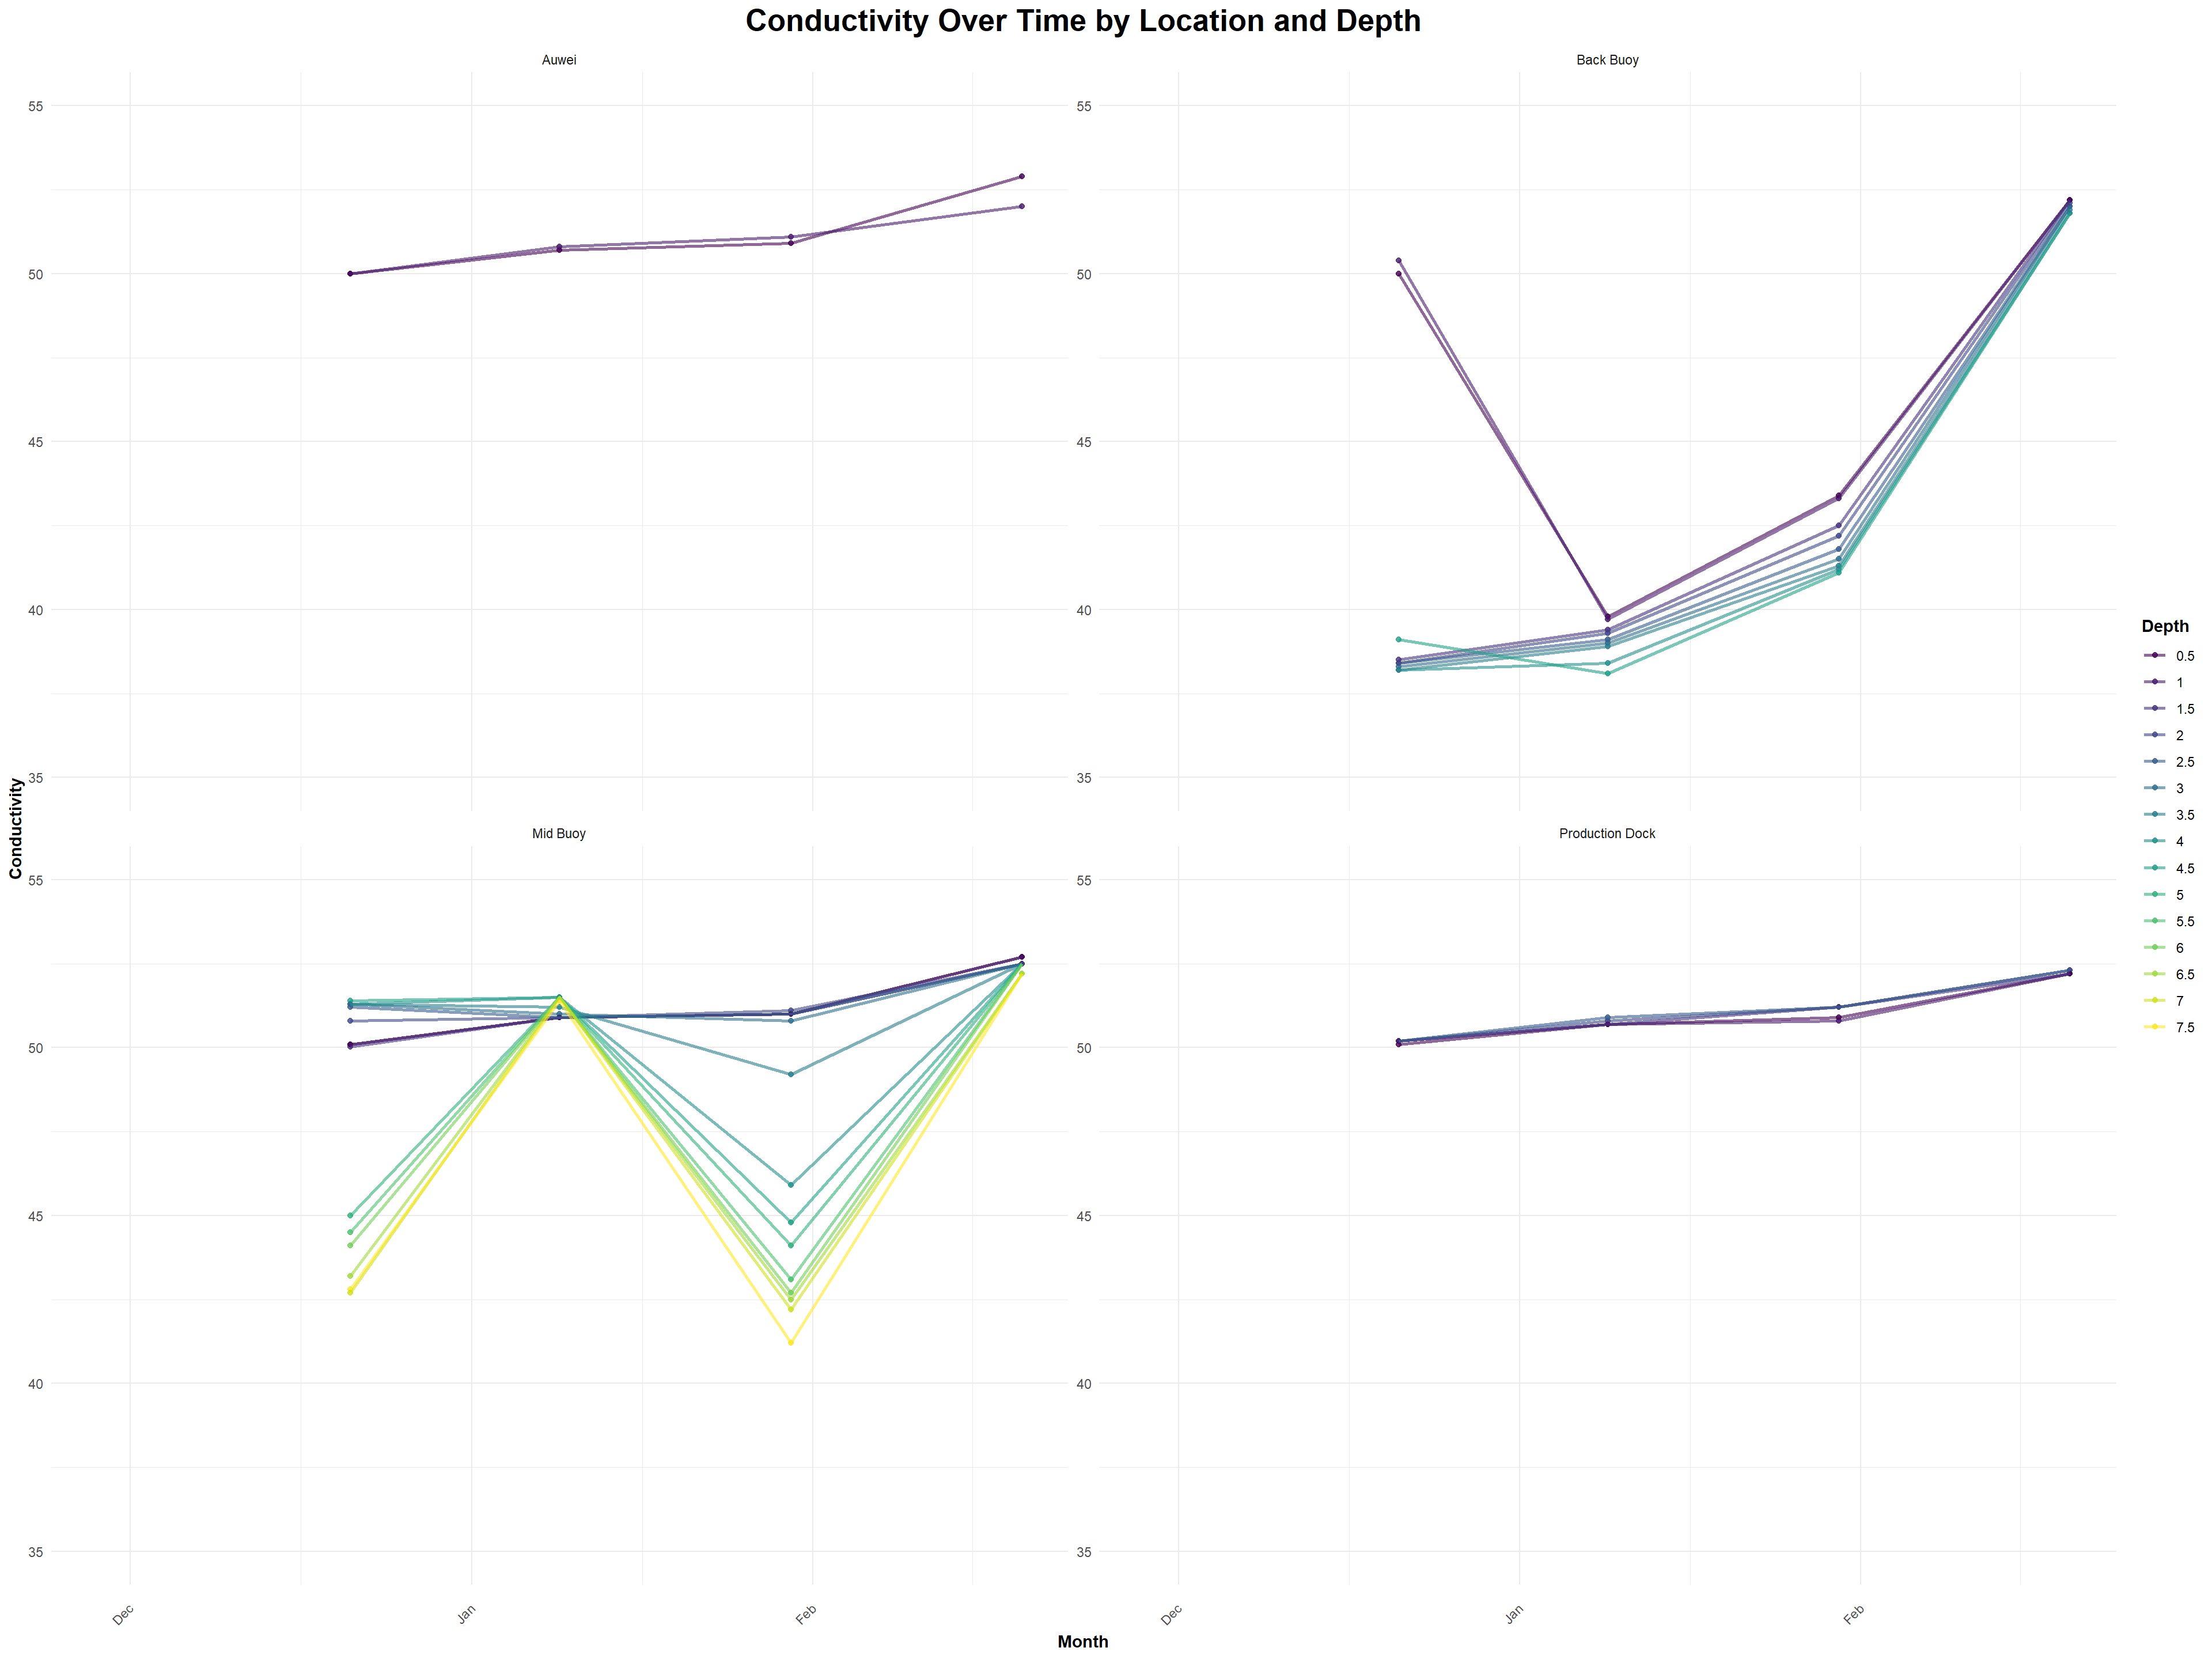 Conductivity Over Time by Location and Depth
Auwei
Back Buoy
55
50
45
40
35
55
50
45
40
35
Mid Buoy
Production Dock
55
50
45
40
35
55
50
45
40
35
Dec
Jan
Feb
Dec
Jan
Feb
Month
Conductivity
Depth
0.5
1
1.5
2
2.5
3
3.5
4
4.5
5
5.5
6
6.5
7
7.5